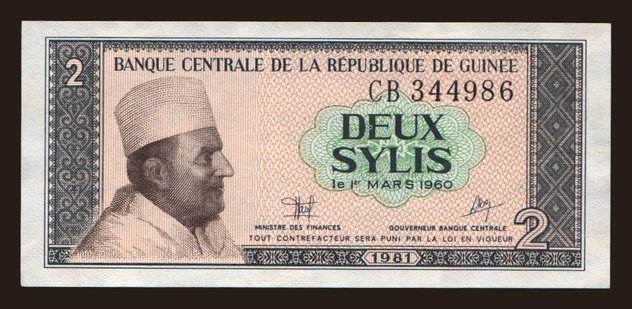 2
BANQUE CENTRALE DE LA RÉPUBLIQUE DE GUINÉE
CB 344986
DEUX
SYLIS
le 1er MARS 1960
MINISTRE DES FINANCES GOUVERNEUR BANQUE CENTRALE
TOUT CONTREFACTEUR SERA PUNI PAR LA LOI EN VIGUEUR
2
1981